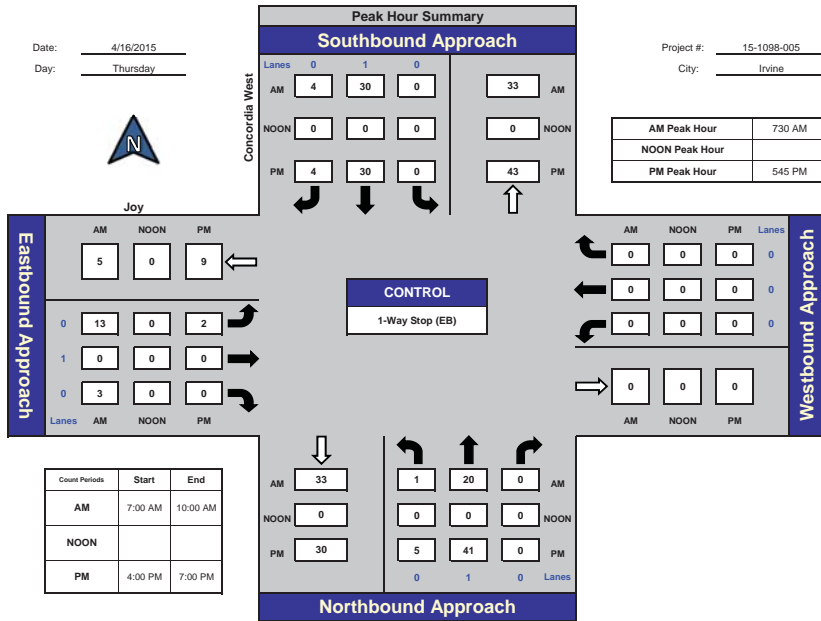 Peak Hour Summary
Southbound Approach
Date: 4/16/2015
Day: Thursday
Project #: 15-1098-005
City: Irvine
N
Concordia West
Lanes 0 1 0
AM 4 30 0 33 AM
NOON 0 0 0 0 NOON
PM 4 30 0 43 PM
AM Peak Hour 730 AM
NOON Peak Hour
PM Peak Hour 545 PM
Joy
Eastbound Approach
AM NOON PM
5 0 9
0 13 0 2
1 0 0 0
0 3 0 0
Lanes AM NOON PM
CONTROL
1-Way Stop (EB)
AM NOON PM Lanes
0 0 0 0
0 0 0 0
0 0 0 0
0 0 0
AM NOON PM
Westbound Approach
Count Periods Start End
AM 7:00 AM 10:00 AM
NOON
PM 4:00 PM 7:00 PM
AM 33 1 20 0 AM
NOON 0 0 0 0 NOON
PM 30 5 41 0 PM
0 1 0 Lanes
Northbound Approach